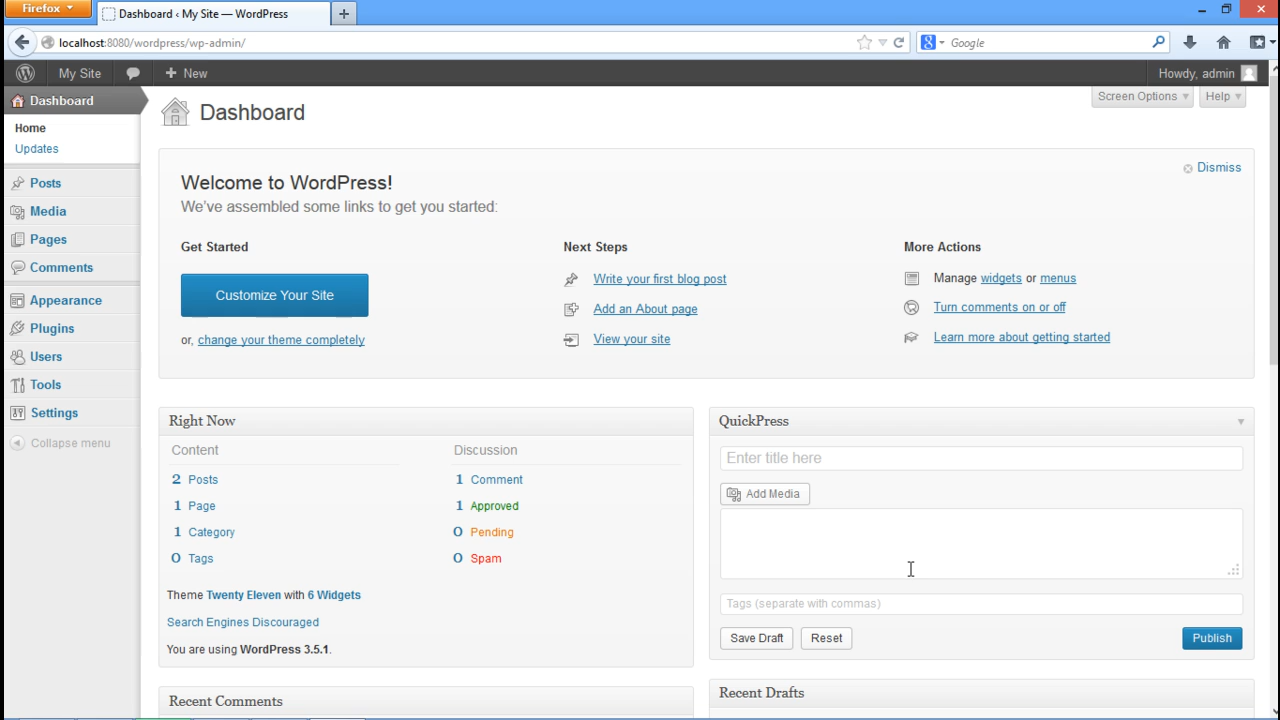 Firefox
Dashboard ‹ My Site — WordPress
localhost:8080/wordpress/wp-admin/
Google
My Site
New
Howdy, admin
Dashboard
Home
Updates
Posts
Media
Pages
Comments
Appearance
Plugins
Users
Tools
Settings
Collapse menu
Screen Options
Help
Dashboard
Dismiss
Welcome to WordPress!
We've assembled some links to get you started:
Get Started
Customize Your Site
or, change your theme completely
Next Steps
Write your first blog post
Add an About page
View your site
More Actions
Manage widgets or menus
Turn comments on or off
Learn more about getting started
Right Now
Content
2 Posts
1 Page
1 Category
0 Tags
Discussion
1 Comment
1 Approved
0 Pending
0 Spam
Theme Twenty Eleven with 6 Widgets
Search Engines Discouraged
You are using WordPress 3.5.1.
Recent Comments
QuickPress
Enter title here
Add Media
Tags (separate with commas)
Save Draft
Reset
Publish
Recent Drafts